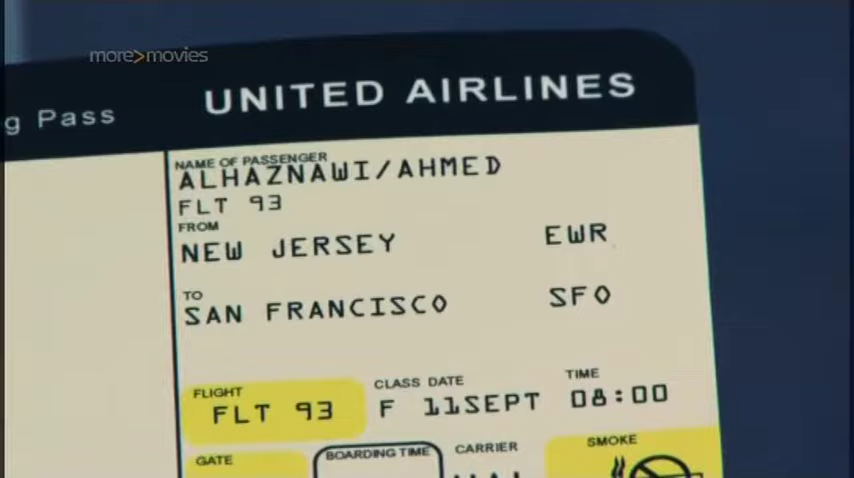 more>movies
g Pass
UNITED AIRLINES
NAME OF PASSENGER
ALHAZNAWI/AHMED
FLT 93
FROM
NEW JERSEY EWR
TO
SAN FRANCISCO SFO
FLIGHT CLASS DATE TIME
FLT 93 F 11SEPT 08:00
GATE BOARDING TIME CARRIER SMOKE